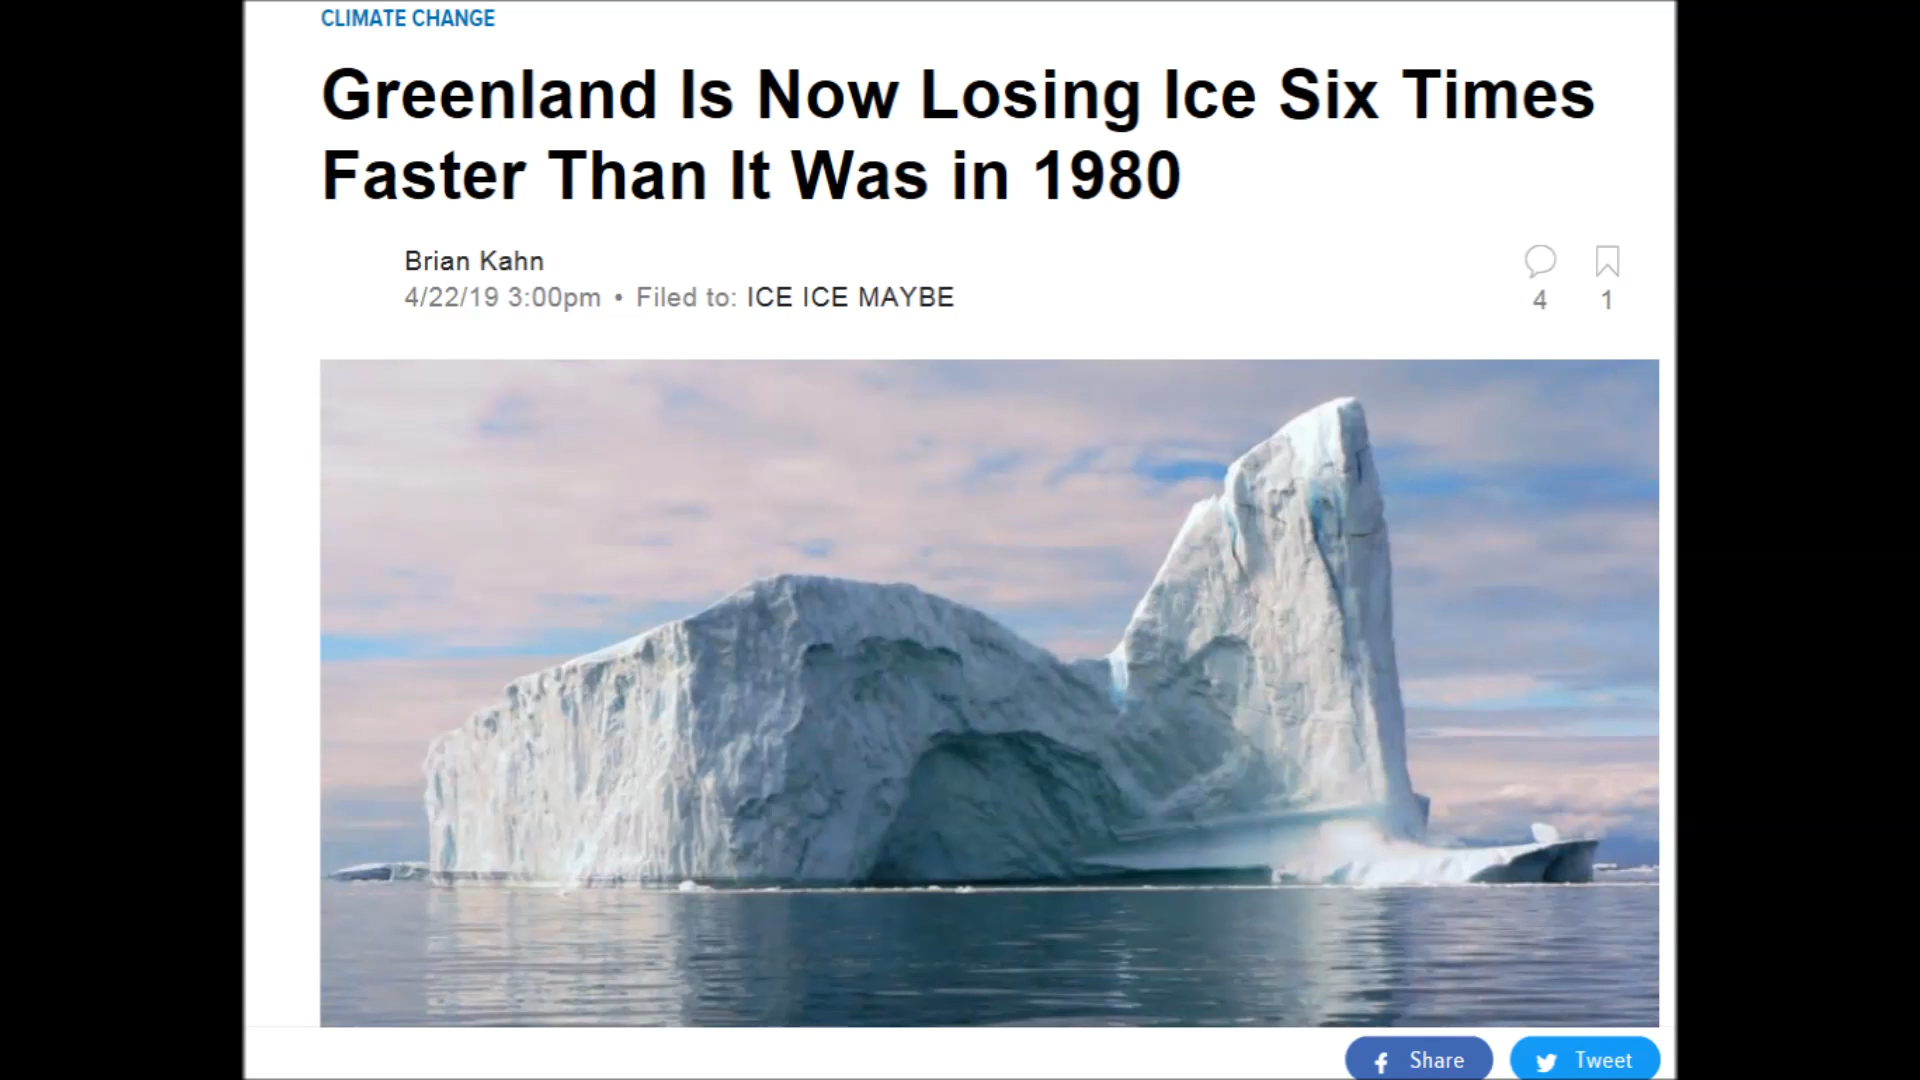 CLIMATE CHANGE
Greenland Is Now Losing Ice Six Times
Faster Than It Was in 1980
Brian Kahn
4/22/19 3:00pm • Filed to: ICE ICE MAYBE
4 1
Share Tweet